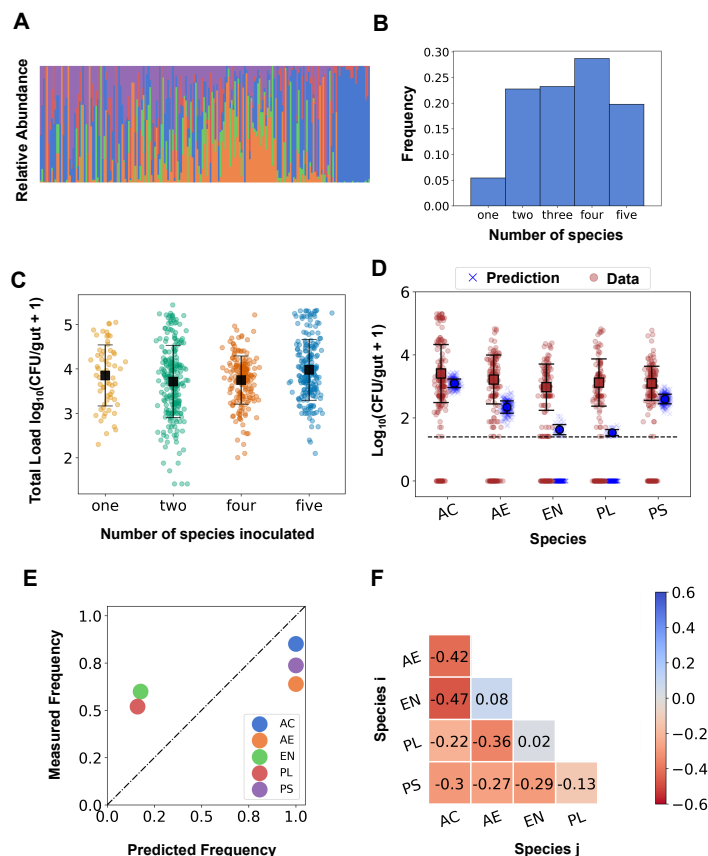 A
Relative Abundance
B
0.30
0.25
0.20
0.15
0.10
0.05
0.00
Frequency
one two three four five
Number of species
C
Total Load log₁₀(CFU/gut + 1)
5
4
3
2
one two four five
Number of species inoculated
D
× Prediction Data
Log₁₀(CFU/gut + 1)
6
4
2
0
AC AE EN PL PS
Species
E
Measured Frequency
1.0
0.8
0.5
0.2
0.0
0.0 0.2 0.5 0.8 1.0
AC
AE
EN
PL
PS
Predicted Frequency
F
Species i
AE -0.42
EN -0.47 0.08
PL -0.22 -0.36 0.02
PS -0.3 -0.27 -0.29 -0.13
AC AE EN PL
Species j
0.6
0.4
0.2
0.0
−0.2
−0.4
−0.6